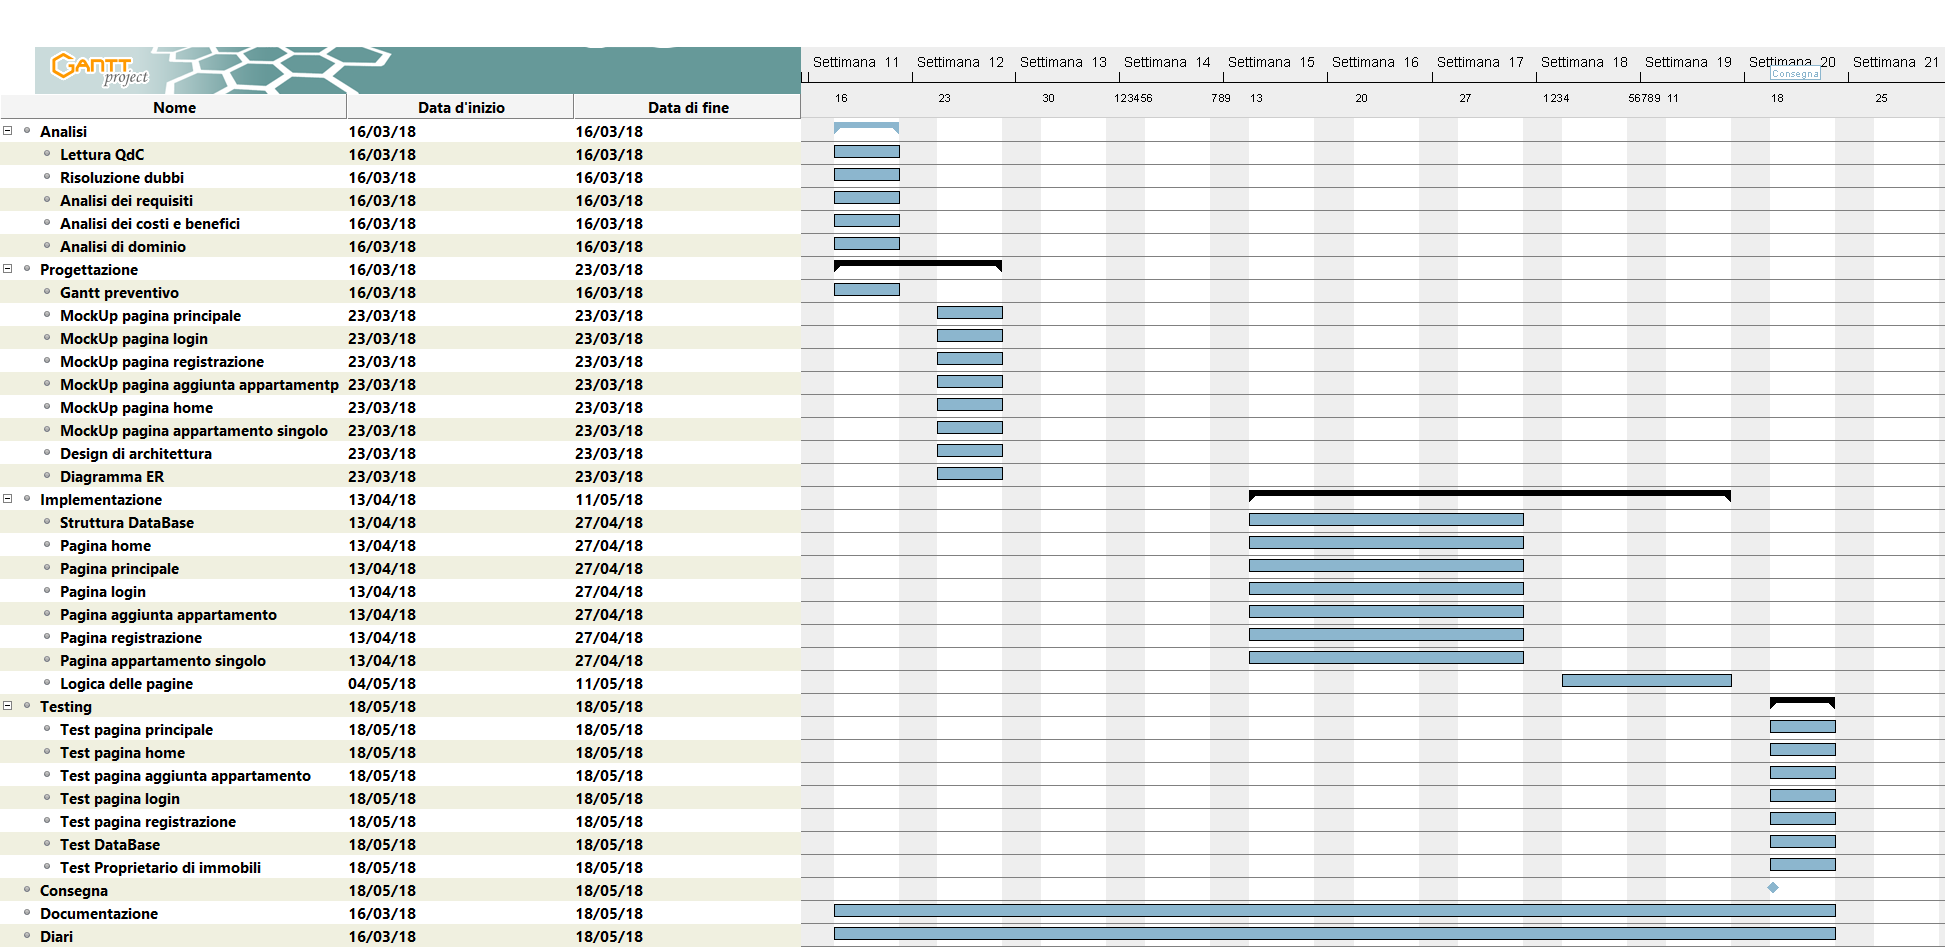 GANTT
project
Settimana 11 Settimana 12 Settimana 13 Settimana 14 Settimana 15 Settimana 16 Settimana 17 Settimana 18 Settimana 19 Settimana 20 Settimana 21
Consegna
16 23 30 123456 789 13 20 27 1234 56789 11 18 25
Nome Data d'inizio Data di fine
Analisi 16/03/18 16/03/18
Lettura QdC 16/03/18 16/03/18
Risoluzione dubbi 16/03/18 16/03/18
Analisi dei requisiti 16/03/18 16/03/18
Analisi dei costi e benefici 16/03/18 16/03/18
Analisi di dominio 16/03/18 16/03/18
Progettazione 16/03/18 23/03/18
Gantt preventivo 16/03/18 16/03/18
MockUp pagina principale 23/03/18 23/03/18
MockUp pagina login 23/03/18 23/03/18
MockUp pagina registrazione 23/03/18 23/03/18
MockUp pagina aggiunta appartamentp 23/03/18 23/03/18
MockUp pagina home 23/03/18 23/03/18
MockUp pagina appartamento singolo 23/03/18 23/03/18
Design di architettura 23/03/18 23/03/18
Diagramma ER 23/03/18 23/03/18
Implementazione 13/04/18 11/05/18
Struttura DataBase 13/04/18 27/04/18
Pagina home 13/04/18 27/04/18
Pagina principale 13/04/18 27/04/18
Pagina login 13/04/18 27/04/18
Pagina aggiunta appartamento 13/04/18 27/04/18
Pagina registrazione 13/04/18 27/04/18
Pagina appartamento singolo 13/04/18 27/04/18
Logica delle pagine 04/05/18 11/05/18
Testing 18/05/18 18/05/18
Test pagina principale 18/05/18 18/05/18
Test pagina home 18/05/18 18/05/18
Test pagina aggiunta appartamento 18/05/18 18/05/18
Test pagina login 18/05/18 18/05/18
Test pagina registrazione 18/05/18 18/05/18
Test DataBase 18/05/18 18/05/18
Test Proprietario di immobili 18/05/18 18/05/18
Consegna 18/05/18 18/05/18
Documentazione 16/03/18 18/05/18
Diari 16/03/18 18/05/18